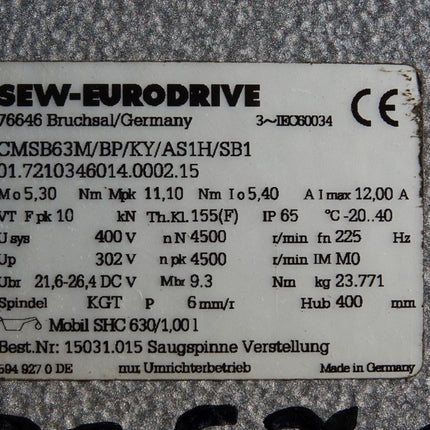 SEW-EURODRIVE
76646 Bruchsal/Germany 3~IEC60034 CE
CMSB63M/BP/KY/AS1H/SB1
01.7210346014.0002.15
Mo 5,30 Nm Mpk 11,10 Nm Io 5,40 A Imax 12,00 A
VT Fpk 10 kN Th.Kl. 155(F) IP 65 °C -20..40
Usys 400 V nN 4500 r/min fn 225 Hz
Up 302 V npk 4500 r/min IM M0
Ubr 21,6-26,4 DC V Mbr 9.3 Nm kg 23.771
Spindel KGT P 6 mm/r Hub 400 mm
Mobil SHC 630/1,00 l
Best.Nr: 15031.015 Saugspinne Verstellung
594 927 0 DE nur Umrichterbetrieb Made in Germany